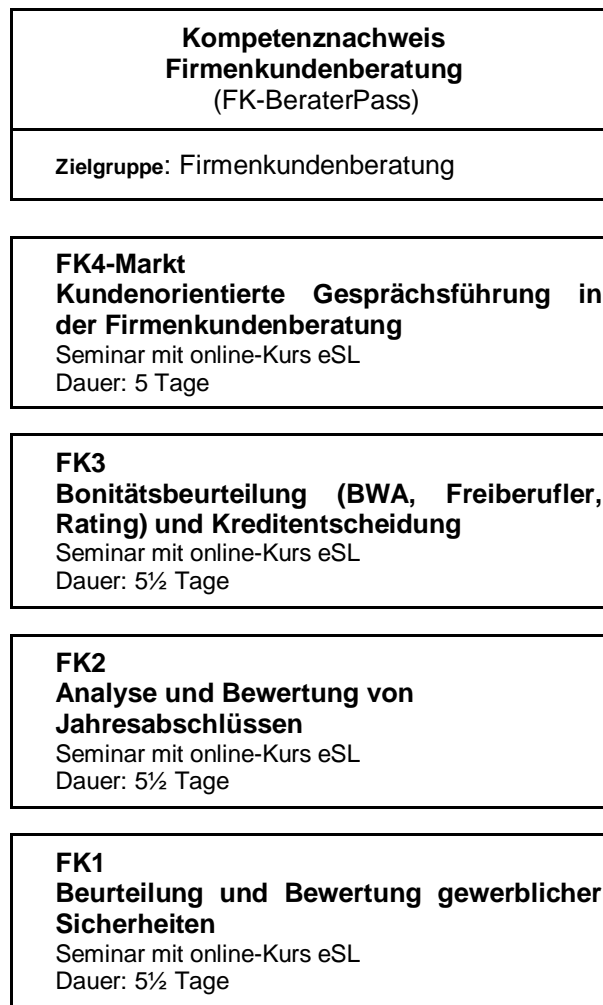 Kompetenznachweis
Firmenkundenberatung
(FK-BeraterPass)
Zielgruppe: Firmenkundenberatung
FK4-Markt
Kundenorientierte Gesprächsführung in
der Firmenkundenberatung
Seminar mit online-Kurs eSL
Dauer: 5 Tage
FK3
Bonitätsbeurteilung (BWA, Freiberufler,
Rating) und Kreditentscheidung
Seminar mit online-Kurs eSL
Dauer: 5½ Tage
FK2
Analyse und Bewertung von
Jahresabschlüssen
Seminar mit online-Kurs eSL
Dauer: 5½ Tage
FK1
Beurteilung und Bewertung gewerblicher
Sicherheiten
Seminar mit online-Kurs eSL
Dauer: 5½ Tage